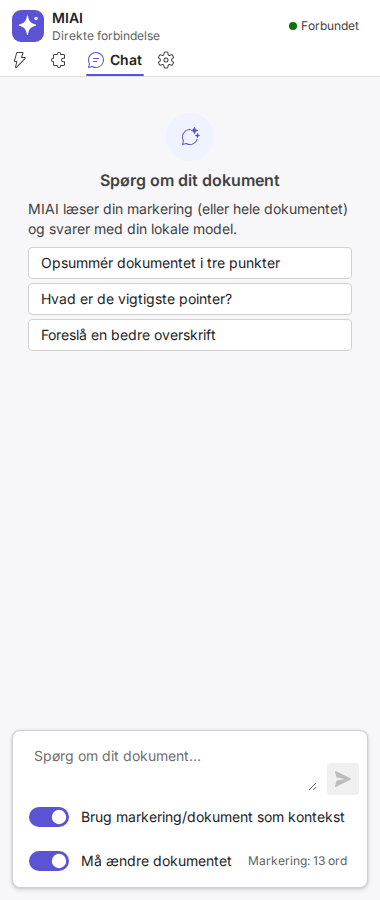 MIAI
Direkte forbindelse
Forbundet
Chat
Spørg om dit dokument
MIAI læser din markering (eller hele dokumentet)
og svarer med din lokale model.
Opsummér dokumentet i tre punkter
Hvad er de vigtigste pointer?
Foreslå en bedre overskrift
Spørg om dit dokument...
Brug markering/dokument som kontekst
Må ændre dokumentet
Markering: 13 ord